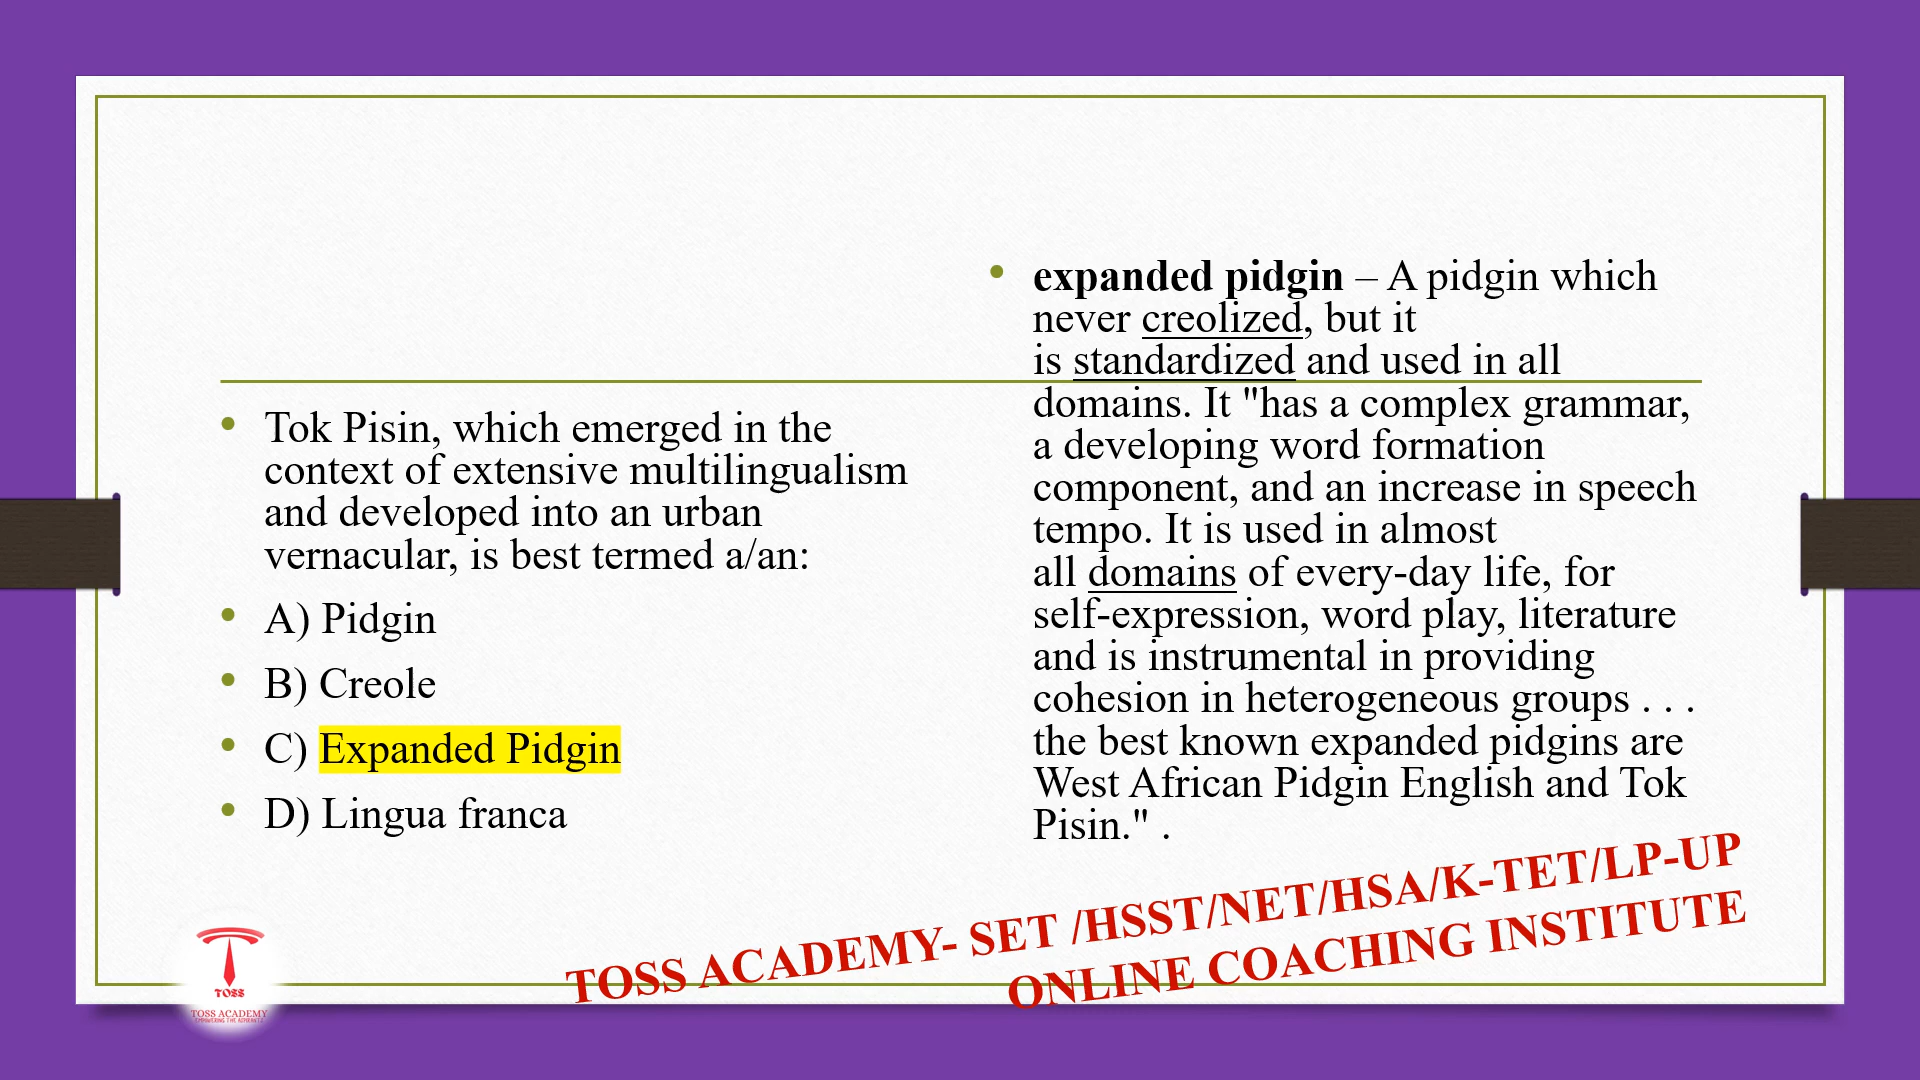 Tok Pisin, which emerged in the
context of extensive multilingualism
and developed into an urban
vernacular, is best termed a/an:
A) Pidgin
B) Creole
C) Expanded Pidgin
D) Lingua franca
expanded pidgin – A pidgin which
never creolized, but it
is standardized and used in all
domains. It "has a complex grammar,
a developing word formation
component, and an increase in speech
tempo. It is used in almost
all domains of every-day life, for
self-expression, word play, literature
and is instrumental in providing
cohesion in heterogeneous groups . . .
the best known expanded pidgins are
West African Pidgin English and Tok
Pisin." .
TOSS ACADEMY- SET /HSST/NET/HSA/K-TET/LP-UP
ONLINE COACHING INSTITUTE
TOSS
TOSS ACADEMY